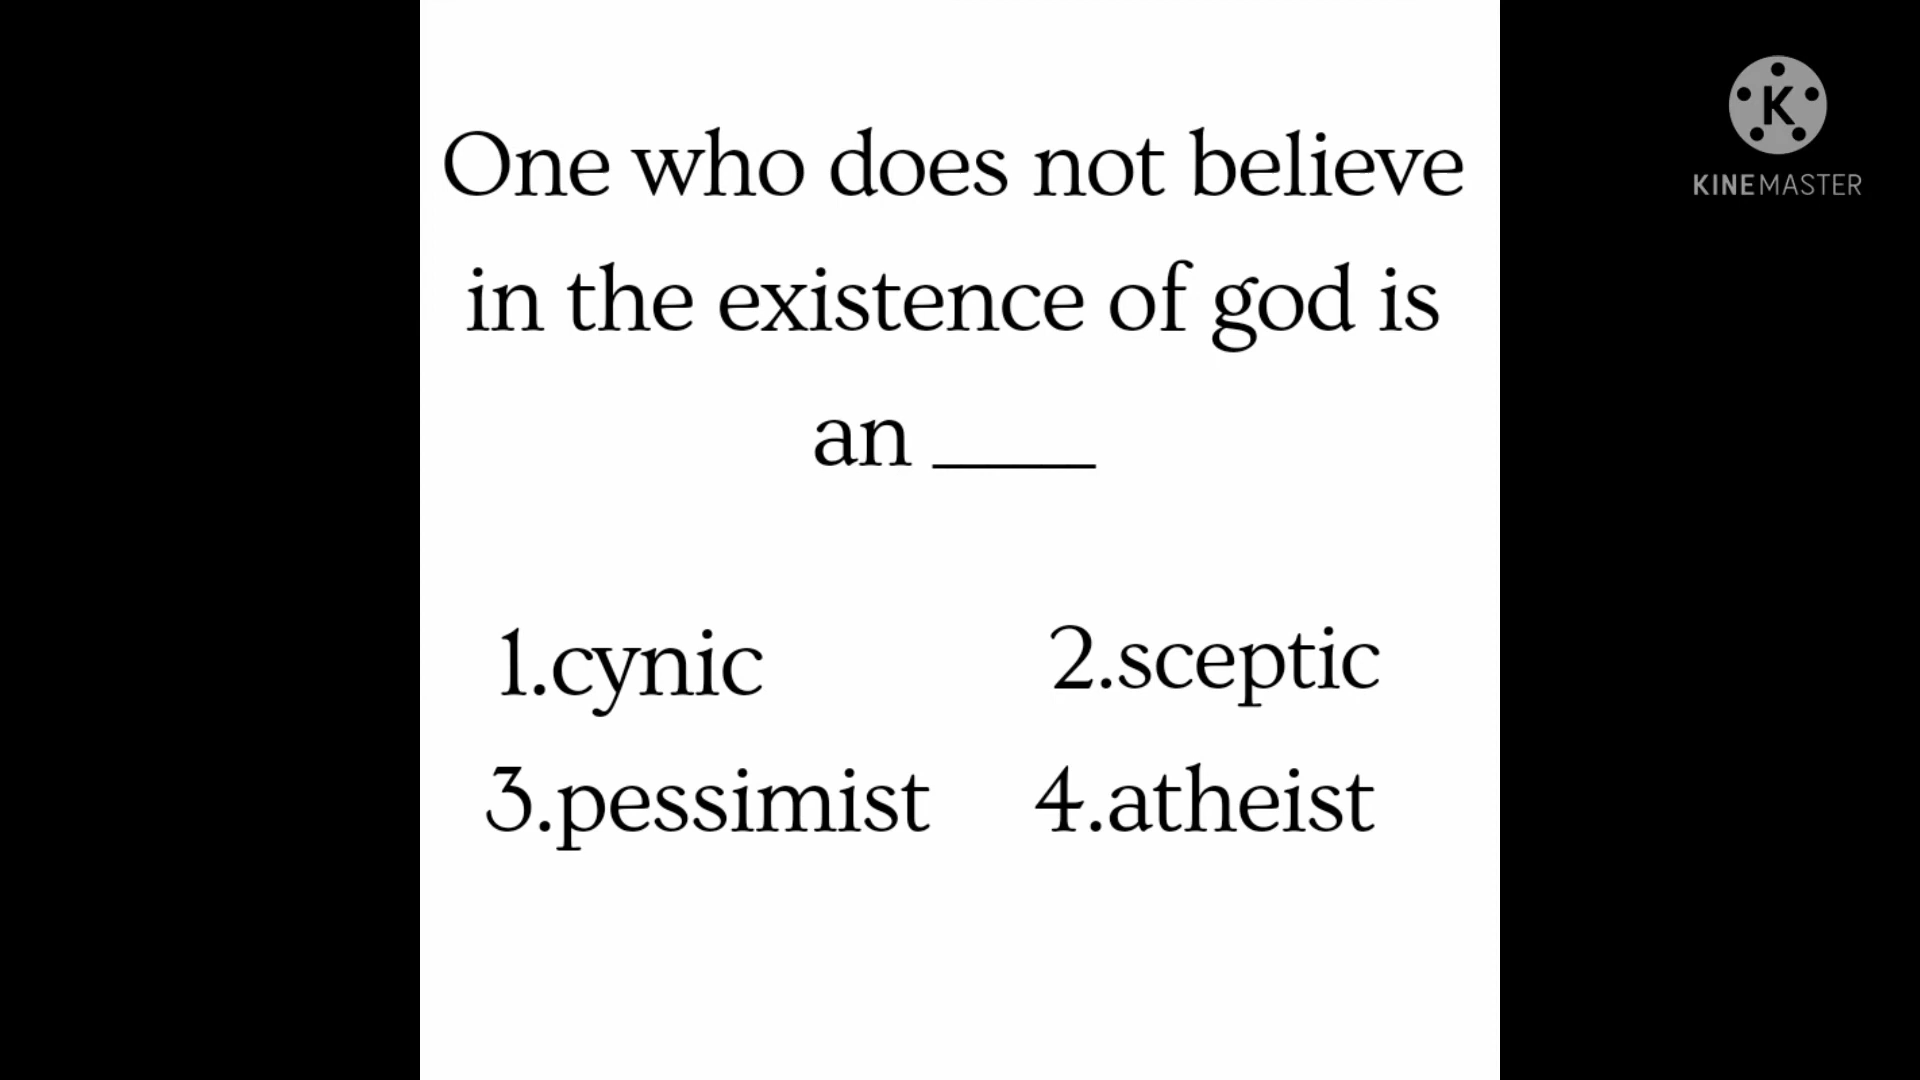 One who does not believe
in the existence of god is
an ____
1.cynic 2.sceptic
3.pessimist 4.atheist
K
KINEMASTER